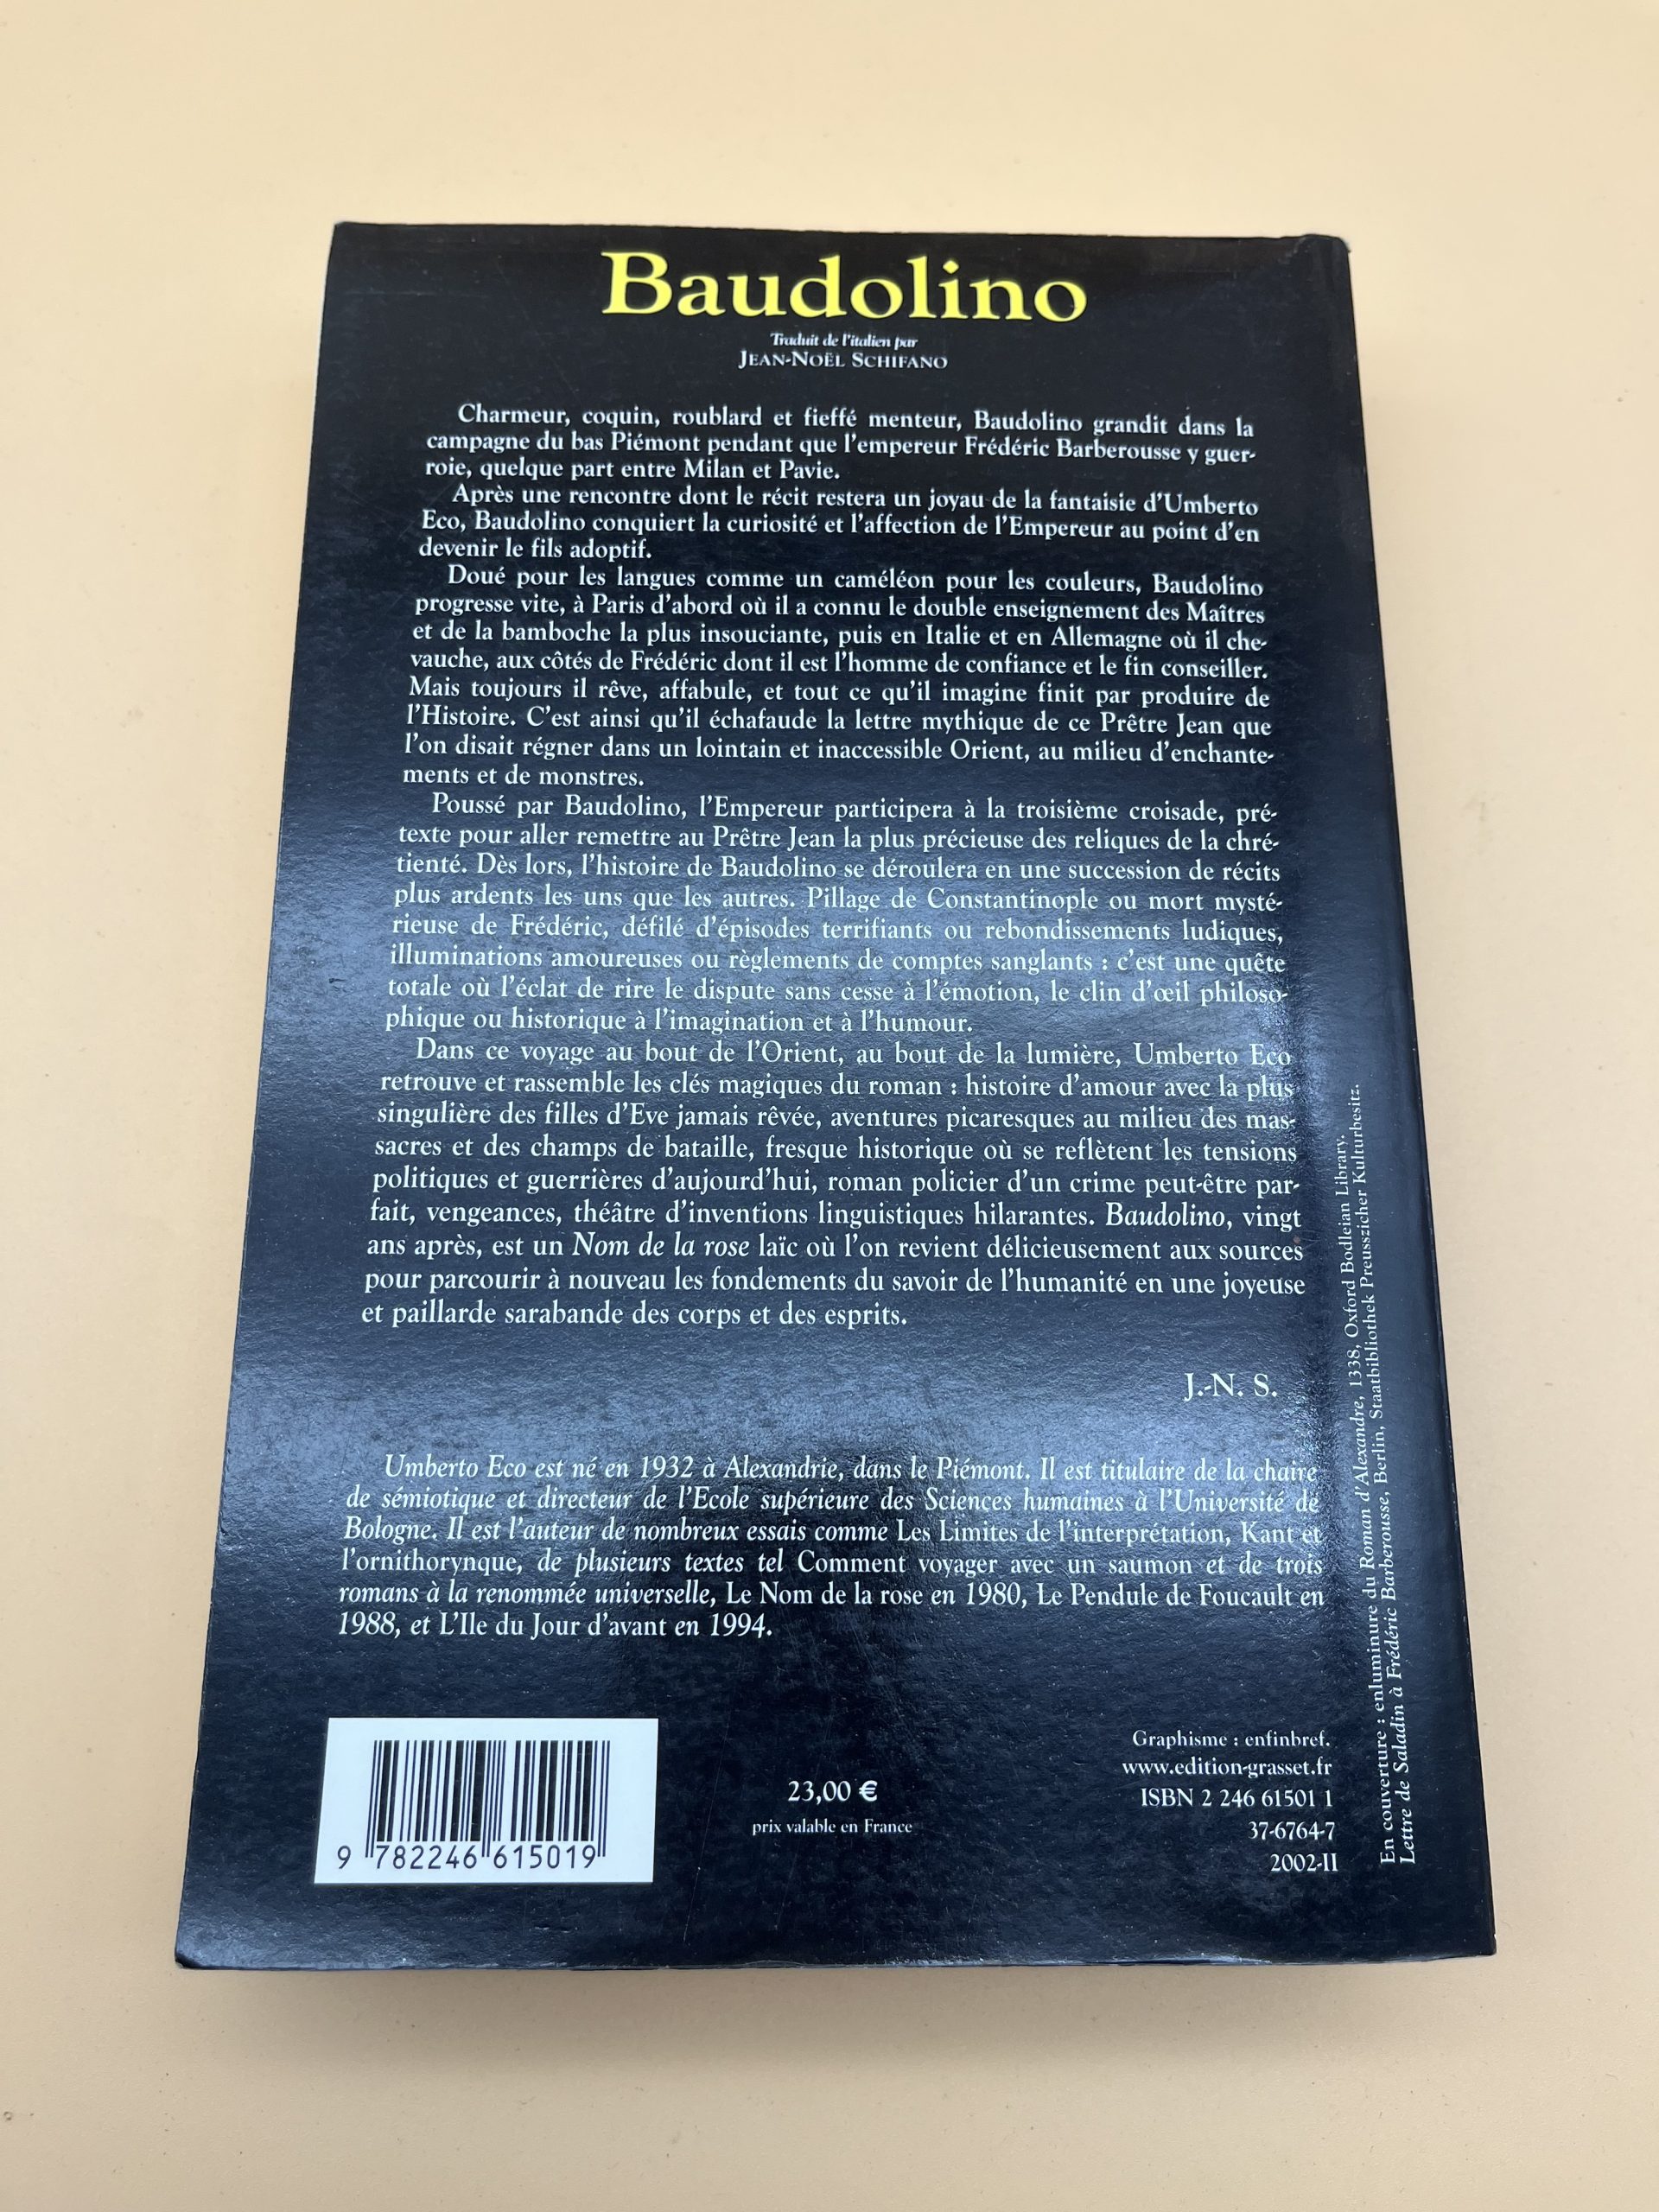 Baudolino
Traduit de l'italien par
JEAN-NOËL SCHIFANO
Charmeur, coquin, roublard et fieffé menteur, Baudolino grandit dans la
campagne du bas Piémont pendant que l'empereur Frédéric Barberousse y guer-
roie, quelque part entre Milan et Pavie.
Après une rencontre dont le récit restera un joyau de la fantaisie d'Umberto
Eco, Baudolino conquiert la curiosité et l'affection de l'Empereur au point d'en
devenir le fils adoptif.
Doué pour les langues comme un caméléon pour les couleurs, Baudolino
progresse vite, à Paris d'abord où il a connu le double enseignement des Maîtres
et de la bamboche la plus insouciante, puis en Italie et en Allemagne où il che-
vauche, aux côtés de Frédéric dont il est l'homme de confiance et le fin conseiller.
Mais toujours il rêve, affabule, et tout ce qu'il imagine finit par produire de
l'Histoire. C'est ainsi qu'il échafaude la lettre mythique de ce Prêtre Jean que
l'on disait régner dans un lointain et inaccessible Orient, au milieu d'enchante-
ments et de monstres.
Poussé par Baudolino, l'Empereur participera à la troisième croisade, pré-
texte pour aller remettre au Prêtre Jean la plus précieuse des reliques de la chré-
tienté. Dès lors, l'histoire de Baudolino se déroulera en une succession de récits
plus ardents les uns que les autres. Pillage de Constantinople ou mort mysté-
rieuse de Frédéric, défilé d'épisodes terrifiants ou rebondissements ludiques,
illuminations amoureuses ou règlements de comptes sanglants : c'est une quête
totale où l'éclat de rire le dispute sans cesse à l'émotion, le clin d'œil philoso-
phique ou historique à l'imagination et à l'humour.
Dans ce voyage au bout de l'Orient, au bout de la lumière, Umberto Eco
retrouve et rassemble les clés magiques du roman : histoire d'amour avec la plus
singulière des filles d'Eve jamais rêvée, aventures picaresques au milieu des mas-
sacres et des champs de bataille, fresque historique où se reflètent les tensions
politiques et guerrières d'aujourd'hui, roman policier d'un crime peut-être par-
fait, vengeances, théâtre d'inventions linguistiques hilarantes. Baudolino, vingt
ans après, est un Nom de la rose laïc où l'on revient délicieusement aux sources
pour parcourir à nouveau les fondements du savoir de l'humanité en une joyeuse
et paillarde sarabande des corps et des esprits.
J.-N. S.
Umberto Eco est né en 1932 à Alexandrie, dans le Piémont. Il est titulaire de la chaire
de sémiotique et directeur de l'Ecole supérieure des Sciences humaines à l'Université de
Bologne. Il est l'auteur de nombreux essais comme Les Limites de l'interprétation, Kant et
l'ornithorynque, de plusieurs textes tel Comment voyager avec un saumon et de trois
romans à la renommée universelle, Le Nom de la rose en 1980, Le Pendule de Foucault en
1988, et L'Ile du Jour d'avant en 1994.
9 782246 615019
23,00 €
prix valable en France
Graphisme : enfinbref.
www.edition-grasset.fr
ISBN 2 246 61501 1
37-6764-7
2002-II
En couverture : enluminure du Roman d'Alexandre, 1338, Oxford Bodleian Library.
Lettre de Saladin à Frédéric Barberousse, Berlin, Staatbibliothek Preusszicher Kulturbesitz.